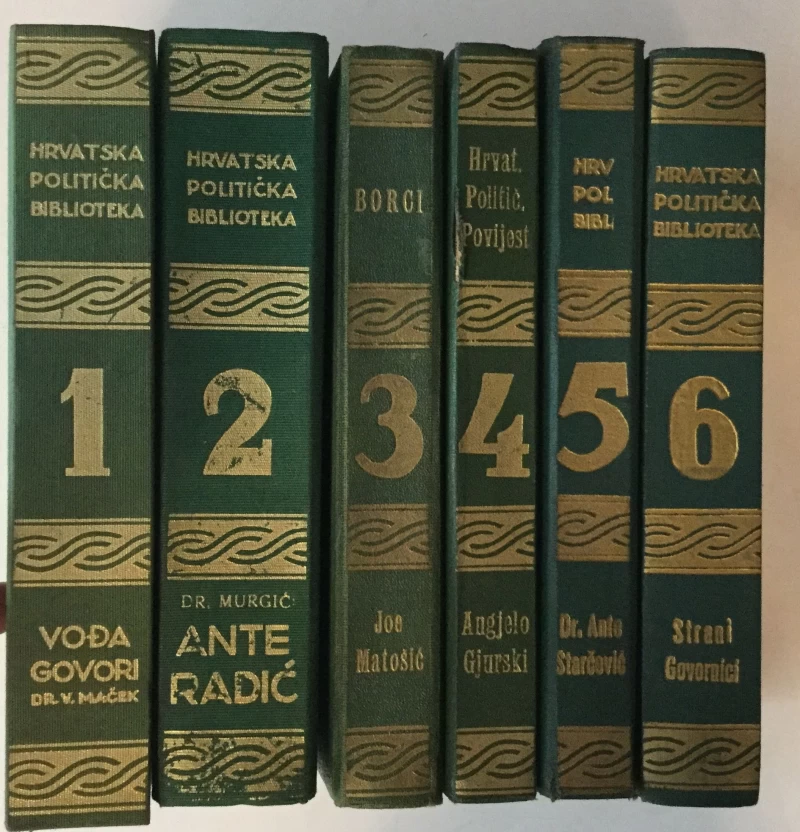 HRVATSKA
POLITIČKA
BIBLIOTEKA
1
VOĐA
GOVORI
DR. V. MAČEK
HRVATSKA
POLITIČKA
BIBLIOTEKA
2
DR. MURGIĆ:
ANTE
RADIĆ
BORCI
3
Joe
Matošić
Hrvat.
Politič.
Povijest
4
Angjelo
Gjurski
HRV
POL
BIBL
5
Dr. Ante
Starčević
HRVATSKA
POLITIČKA
BIBLIOTEKA
6
Strani
Govornici